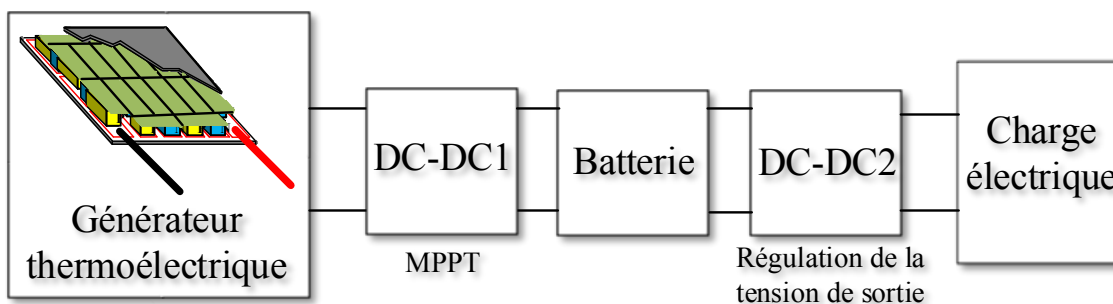 Générateur
thermoélectrique
DC-DC1
MPPT
Batterie
DC-DC2
Régulation de la
tension de sortie
Charge
électrique